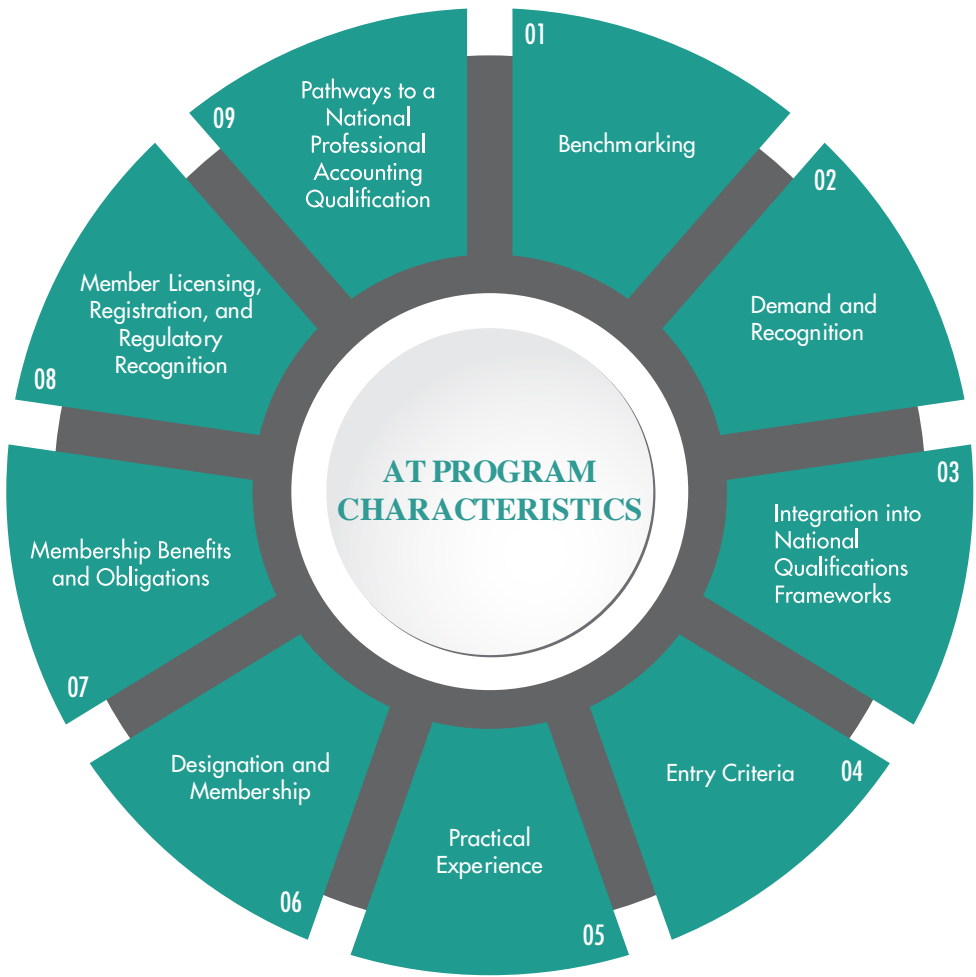 01
Benchmarking
02
Demand and
Recognition
03
Integration into
National
Qualifications
Frameworks
04
Entry Criteria
05
Practical
Experience
06
Designation and
Membership
07
Membership Benefits
and Obligations
08
Member Licensing,
Registration, and
Regulatory
Recognition
09
Pathways to a
National
Professional
Accounting
Qualification
AT PROGRAM
CHARACTERISTICS